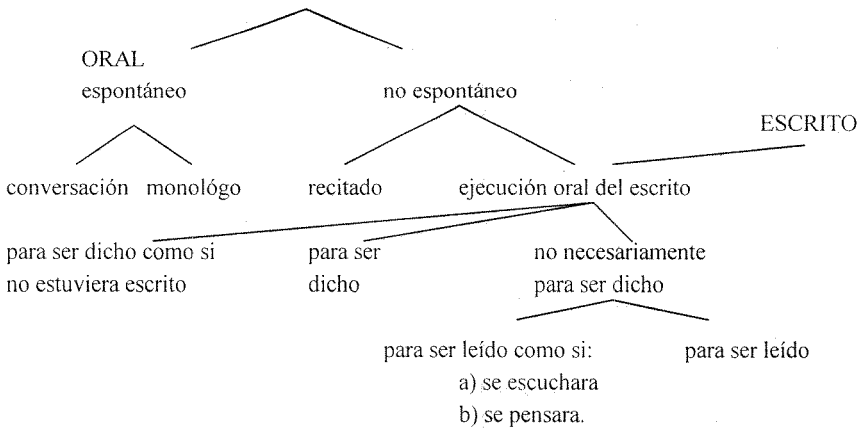 ORAL
espontáneo no espontáneo
ESCRITO
conversación monológo recitado ejecución oral del escrito
para ser dicho como si para ser no necesariamente
no estuviera escrito dicho para ser dicho
para ser leído como si: para ser leído
a) se escuchara
b) se pensara.